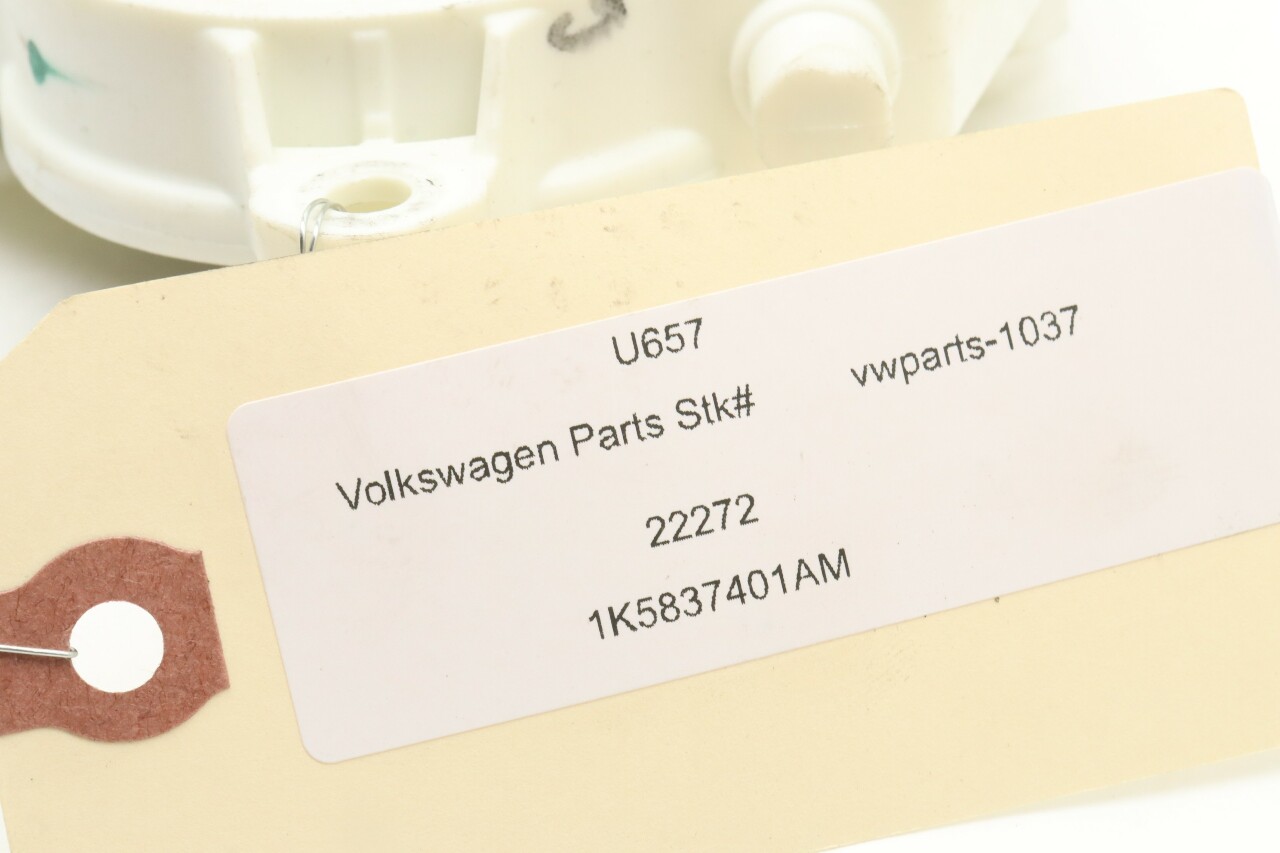 U657
Volkswagen Parts Stk# vwparts-1037
22272
1K5837401AM